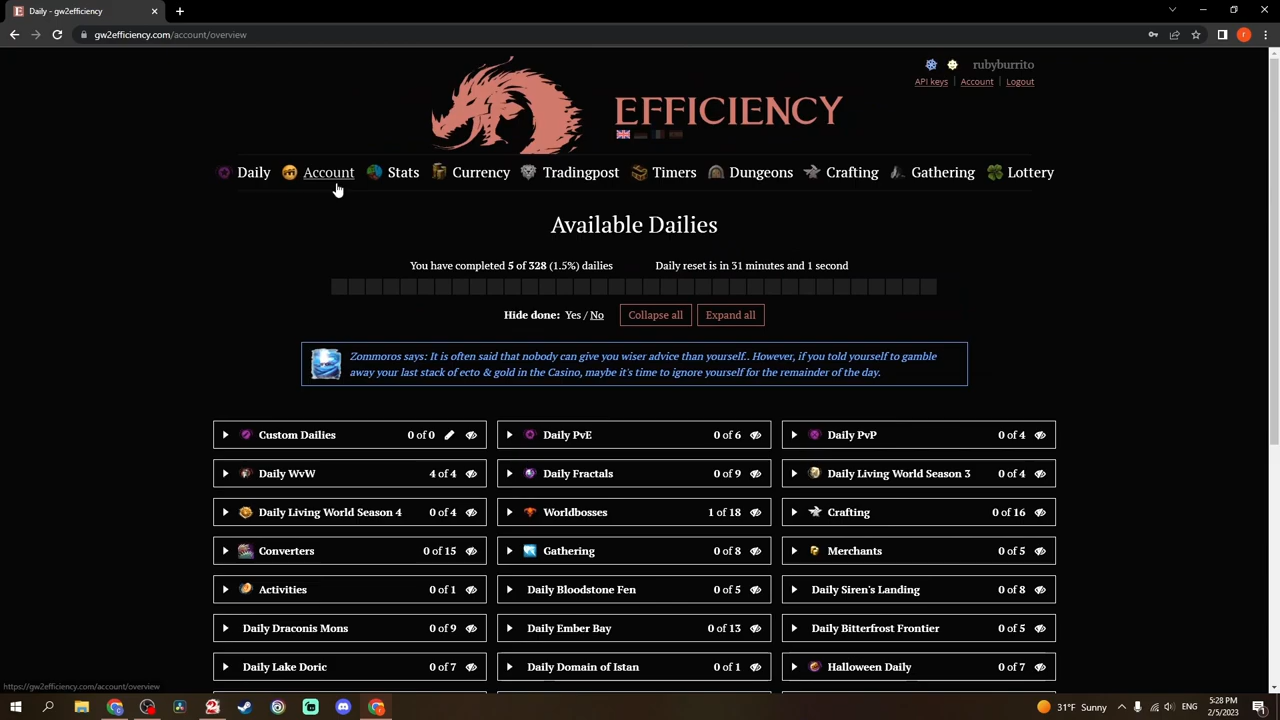 Daily - gw2efficiency
gw2efficiency.com/account/overview
rubyburrito
API keys Account Logout
EFFICIENCY
Daily Account Stats Currency Tradingpost Timers Dungeons Crafting Gathering Lottery
Available Dailies
You have completed 5 of 328 (1.5%) dailies Daily reset is in 31 minutes and 1 second
Hide done: Yes / No Collapse all Expand all
Zommoros says: It is often said that nobody can give you wiser advice than yourself.. However, if you told yourself to gamble
away your last stack of ecto & gold in the Casino, maybe it's time to ignore yourself for the remainder of the day.
Custom Dailies 0 of 0 Daily PvE 0 of 6 Daily PvP 0 of 4
Daily WvW 4 of 4 Daily Fractals 0 of 9 Daily Living World Season 3 0 of 4
Daily Living World Season 4 0 of 4 Worldbosses 1 of 18 Crafting 0 of 16
Converters 0 of 15 Gathering 0 of 8 Merchants 0 of 5
Activities 0 of 1 Daily Bloodstone Fen 0 of 5 Daily Siren's Landing 0 of 8
Daily Draconis Mons 0 of 9 Daily Ember Bay 0 of 13 Daily Bitterfrost Frontier 0 of 5
Daily Lake Doric 0 of 7 Daily Domain of Istan 0 of 1 Halloween Daily 0 of 7
https://gw2efficiency.com/account/overview
31°F Sunny ENG 5:28 PM
2/5/2023